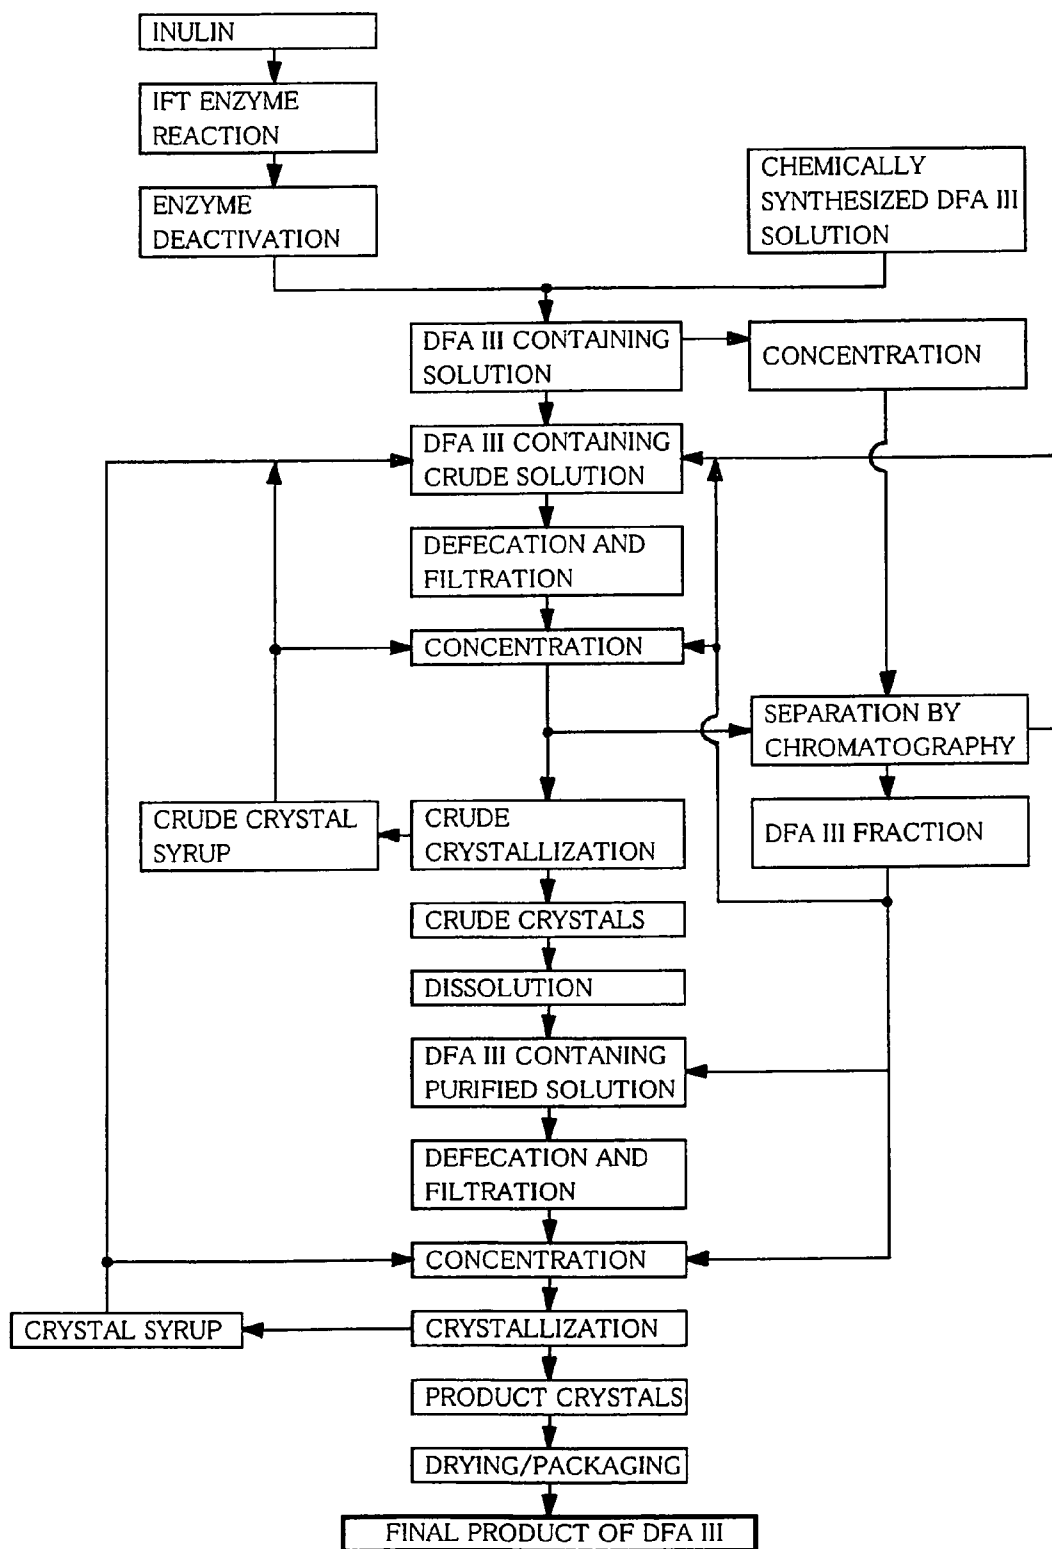 INULIN
IFT ENZYME
REACTION
ENZYME
DEACTIVATION
CHEMICALLY
SYNTHESIZED DFA III
SOLUTION
DFA III CONTAINING
SOLUTION
CONCENTRATION
DFA III CONTAINING
CRUDE SOLUTION
DEFECATION AND
FILTRATION
CONCENTRATION
SEPARATION BY
CHROMATOGRAPHY
CRUDE CRYSTAL
SYRUP
CRUDE
CRYSTALLIZATION
DFA III FRACTION
CRUDE CRYSTALS
DISSOLUTION
DFA III CONTANING
PURIFIED SOLUTION
DEFECATION AND
FILTRATION
CONCENTRATION
CRYSTAL SYRUP
CRYSTALLIZATION
PRODUCT CRYSTALS
DRYING/PACKAGING
FINAL PRODUCT OF DFA III